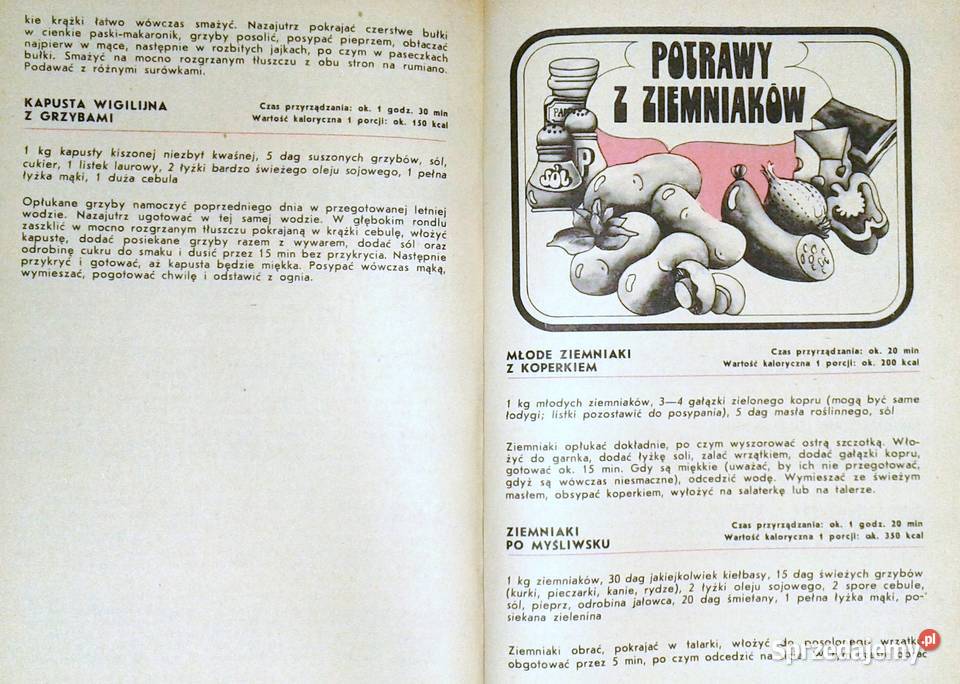 kie krążki łatwo wówczas smażyć. Nazajutrz pokrajać czerstwe bułki
w cienkie paski-makaronik, grzyby posolić, posypać pieprzem, obtaczać
najpierw w mące, następnie w rozbitych jajkach, po czym w paseczkach
bułki. Smażyć na mocno rozgrzanym tłuszczu z obu stron na rumiano.
Podawać z różnymi surówkami.
KAPUSTA WIGILIJNA
Z GRZYBAMI
Czas przyrządzania: ok. 1 godz. 30 min
Wartość kaloryczna 1 porcji: ok. 150 kcal
1 kg kapusty kiszonej niezbyt kwaśnej, 5 dag suszonych grzybów, sól,
cukier, 1 listek laurowy, 2 łyżki bardzo świeżego oleju sojowego, 1 pełna
łyżka mąki, 1 duża cebula
Opłukane grzyby namoczyć poprzedniego dnia w przegotowanej letniej
wodzie. Nazajutrz ugotować w tej samej wodzie. W głębokim rondlu
zaszklić w mocno rozgrzanym tłuszczu pokrajaną w krążki cebulę, włożyć
kapustę, dodać posiekane grzyby razem z wywarem, dodać sól oraz
odrobinę cukru do smaku i dusić przez 15 min bez przykrycia. Następnie
przykryć i gotować, aż kapusta będzie miękka. Posypać wówczas mąką,
wymieszać, pogotować chwilę i odstawić z ognia.
POTRAWY
Z ZIEMNIAKÓW
PAP
SÓL
P
MŁODE ZIEMNIAKI
Z KOPERKIEM
Czas przyrządzania: ok. 20 min
Wartość kaloryczna 1 porcji: ok. 200 kcal
1 kg młodych ziemniaków, 3—4 gałązki zielonego kopru (mogą być same
łodygi; listki pozostawić do posypania), 5 dag masła roślinnego, sól
Ziemniaki opłukać dokładnie, po czym wyszorować ostrą szczotką. Wło-
żyć do garnka, dodać łyżkę soli, zalać wrzątkiem, dodać gałązki kopru,
gotować ok. 15 min. Gdy są miękkie (uważać, by ich nie przegotować,
gdyż są wówczas niesmaczne), odcedzić wodę. Wymieszać ze świeżym
masłem, obsypać koperkiem, wyłożyć na salaterkę lub na talerze.
ZIEMNIAKI
PO MYŚLIWSKU
Czas przyrządzania: ok. 1 godz. 20 min
Wartość kaloryczna 1 porcji: ok. 350 kcal
1 kg ziemniaków, 30 dag jakiejkolwiek kiełbasy, 15 dag świeżych grzybów
(kurki, pieczarki, kanie, rydze), 2 łyżki oleju sojowego, 2 spore cebule,
sól, pieprz, odrobina jałowca, 20 dag śmietany, 1 pełna łyżka mąki, po-
siekana zielenina
Ziemniaki obrać, pokrajać w talarki, włożyć do posolonego
obgotować przez 5 min, po czym odcedzić na
Sprzedajemy.pl